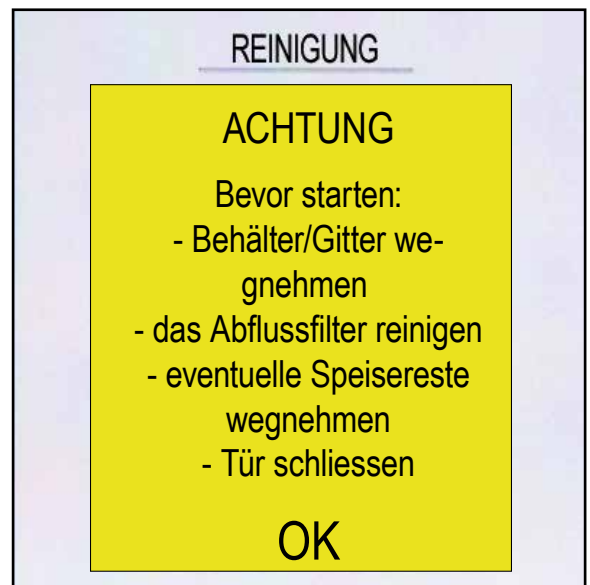 REINIGUNG
ACHTUNG
Bevor starten:
- Behälter/Gitter we-
gnehmen
- das Abflussfilter reinigen
- eventuelle Speisereste
wegnehmen
- Tür schliessen
OK